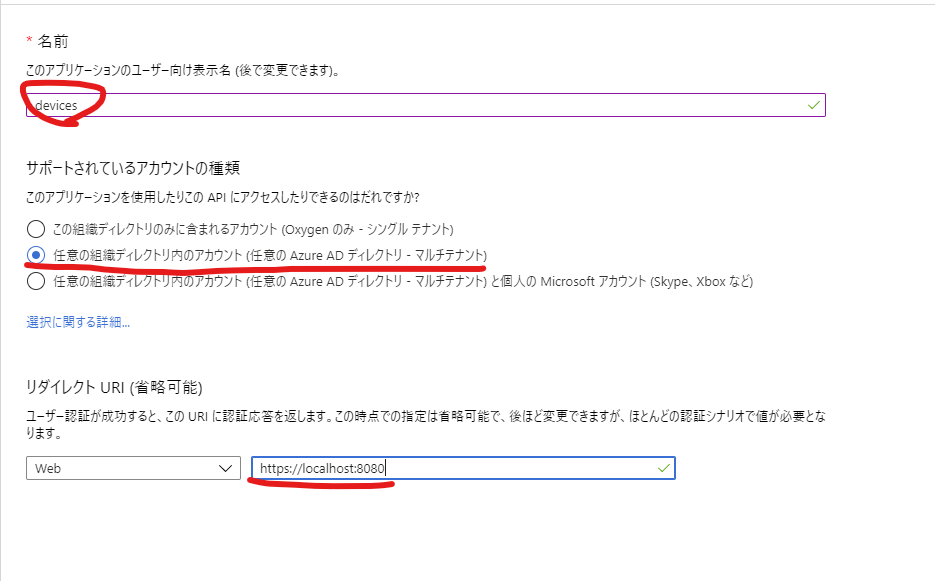 * 名前
このアプリケーションのユーザー向け表示名 (後で変更できます)。
devices
サポートされているアカウントの種類
このアプリケーションを使用したりこの API にアクセスしたりできるのはだれですか?
この組織ディレクトリのみに含まれるアカウント (Oxygen のみ - シングル テナント)
任意の組織ディレクトリ内のアカウント (任意の Azure AD ディレクトリ - マルチテナント)
任意の組織ディレクトリ内のアカウント (任意の Azure AD ディレクトリ - マルチテナント) と個人の Microsoft アカウント (Skype、Xbox など)
選択に関する詳細...
リダイレクト URI (省略可能)
ユーザー認証が成功すると、この URI に認証応答を返します。この時点での指定は省略可能で、後ほど変更できますが、ほとんどの認証シナリオで値が必要とな
ります。
Web https://localhost:8080